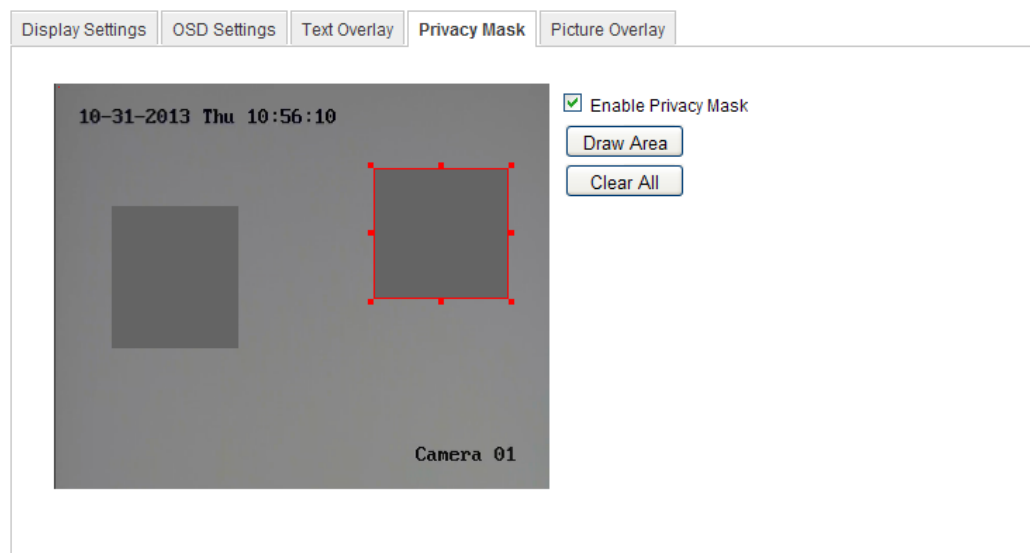 Display Settings OSD Settings Text Overlay Privacy Mask Picture Overlay
10-31-2013 Thu 10:56:10
Enable Privacy Mask
Draw Area
Clear All
Camera 01